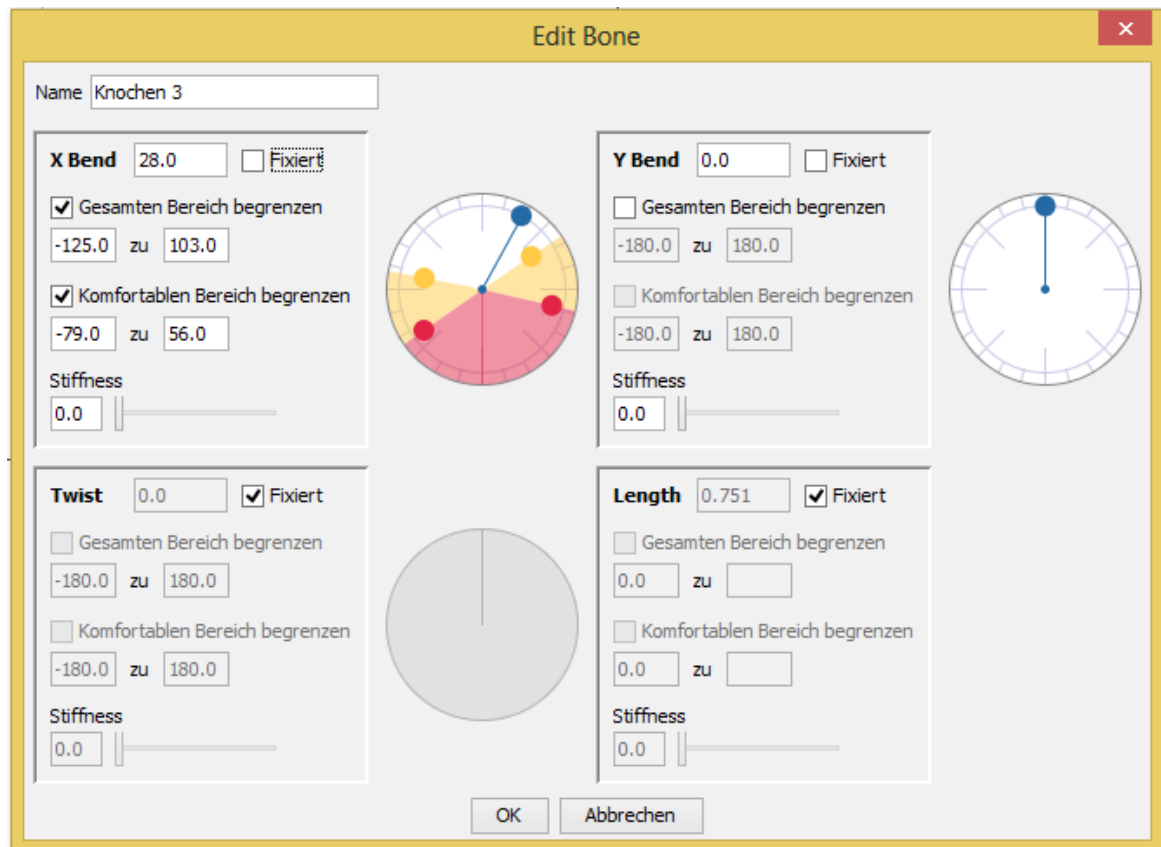 Edit Bone
Name Knochen 3
X Bend 28.0 Fixiert
Gesamten Bereich begrenzen
-125.0 zu 103.0
Komfortablen Bereich begrenzen
-79.0 zu 56.0
Stiffness
0.0
Y Bend 0.0 Fixiert
Gesamten Bereich begrenzen
-180.0 zu 180.0
Komfortablen Bereich begrenzen
-180.0 zu 180.0
Stiffness
0.0
Twist 0.0 Fixiert
Gesamten Bereich begrenzen
-180.0 zu 180.0
Komfortablen Bereich begrenzen
-180.0 zu 180.0
Stiffness
0.0
Length 0.751 Fixiert
Gesamten Bereich begrenzen
0.0 zu
Komfortablen Bereich begrenzen
0.0 zu
Stiffness
0.0
OK Abbrechen